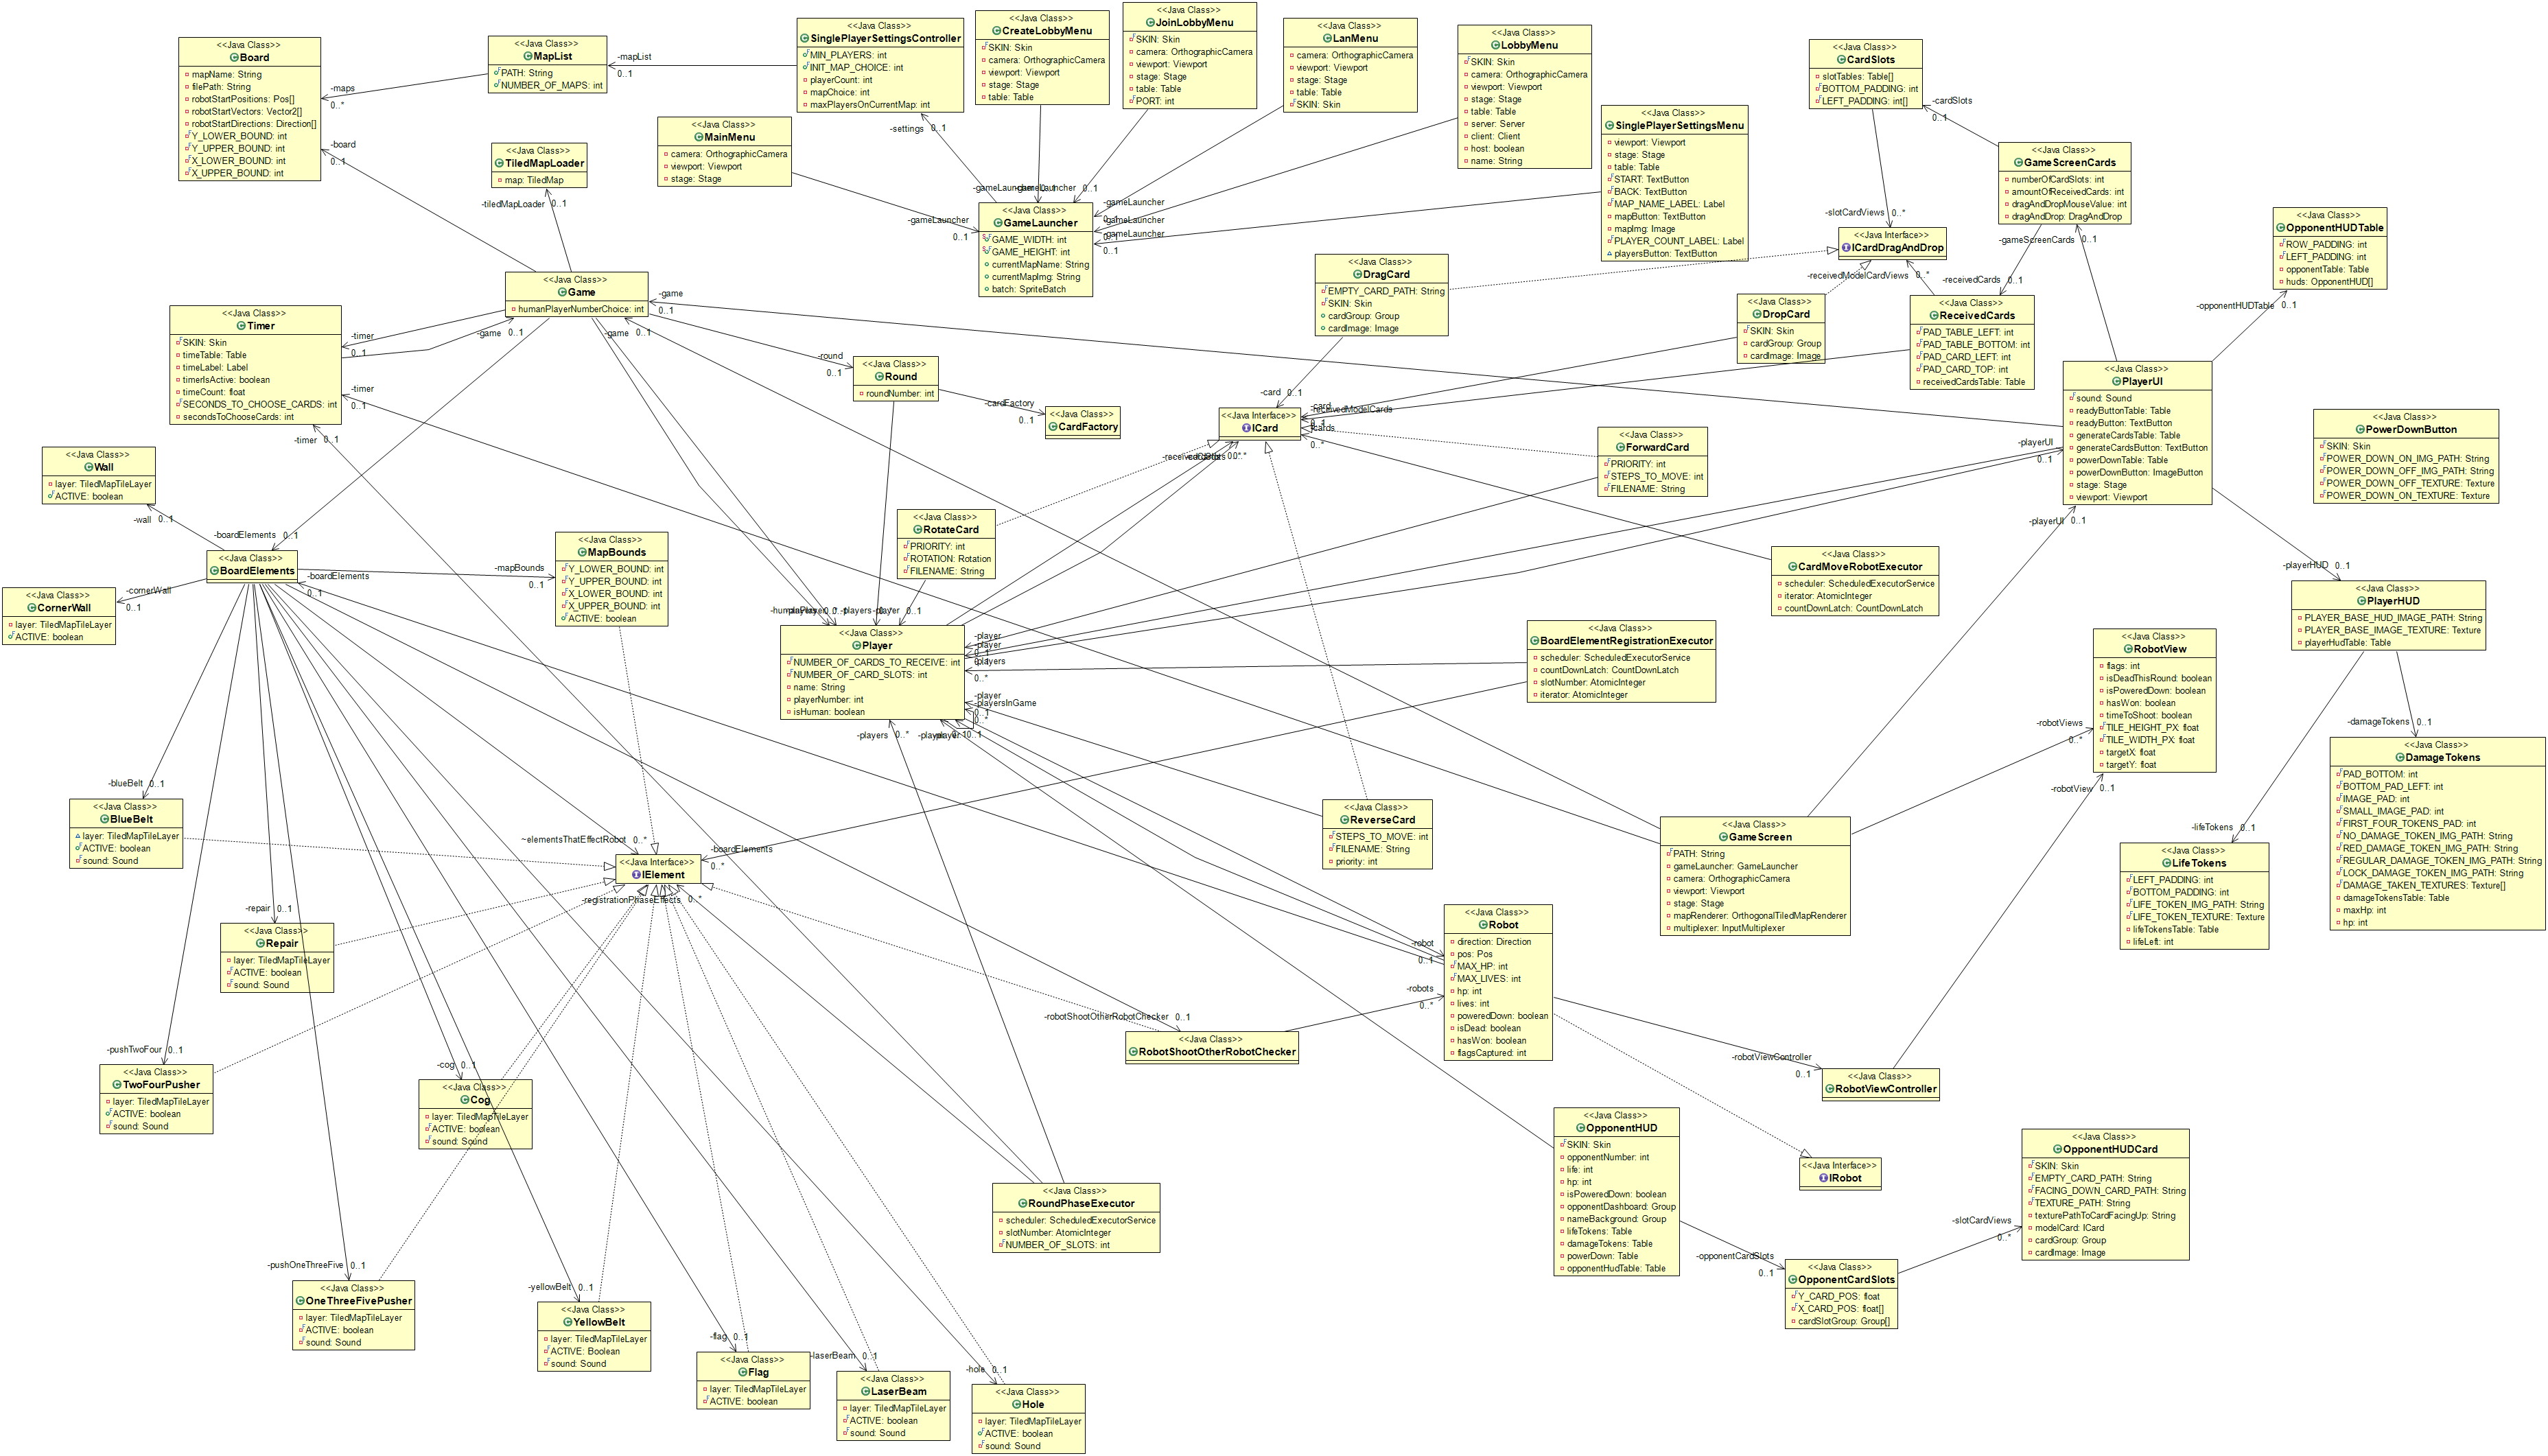 <<Java Class>>
Board
mapName: String
filePath: String
robotStartPositions: Pos[]
robotStartVectors: Vector2[]
robotStartDirections: Direction[]
Y_LOWER_BOUND: int
Y_UPPER_BOUND: int
X_LOWER_BOUND: int
X_UPPER_BOUND: int
-maps
0..*
-board
0..1
<<Java Class>>
MapList
PATH: String
NUMBER_OF_MAPS: int
-mapList
0..1
<<Java Class>>
SinglePlayerSettingsController
MIN_PLAYERS: int
INIT_MAP_CHOICE: int
playerCount: int
mapChoice: int
maxPlayersOnCurrentMap: int
-settings 0..1
<<Java Class>>
CreateLobbyMenu
SKIN: Skin
camera: OrthographicCamera
viewport: Viewport
stage: Stage
table: Table
<<Java Class>>
JoinLobbyMenu
SKIN: Skin
camera: OrthographicCamera
viewport: Viewport
stage: Stage
table: Table
PORT: int
<<Java Class>>
LanMenu
camera: OrthographicCamera
viewport: Viewport
stage: Stage
table: Table
SKIN: Skin
<<Java Class>>
LobbyMenu
SKIN: Skin
camera: OrthographicCamera
viewport: Viewport
stage: Stage
table: Table
server: Server
client: Client
host: boolean
name: String
<<Java Class>>
SinglePlayerSettingsMenu
viewport: Viewport
stage: Stage
table: Table
START: TextButton
BACK: TextButton
MAP_NAME_LABEL: Label
mapButton: TextButton
mapImg: Image
PLAYER_COUNT_LABEL: Label
playersButton: TextButton
<<Java Class>>
CardSlots
slotTables: Table[]
BOTTOM_PADDING: int
LEFT_PADDING: int[]
-cardSlots
0..1
<<Java Class>>
GameScreenCards
numberOfCardSlots: int
amountOfReceivedCards: int
dragAndDropMouseValue: int
dragAndDrop: DragAndDrop
-gameScreenCards 0..1
<<Java Class>>
MainMenu
camera: OrthographicCamera
viewport: Viewport
stage: Stage
<<Java Class>>
TiledMapLoader
map: TiledMap
-tiledMapLoader 0..1
-gameLauncher
0..1
-gameLauncher
0..1
-gameLauncher
-gameLauncher
-gameLauncher
0..1
<<Java Class>>
GameLauncher
GAME_WIDTH: int
GAME_HEIGHT: int
currentMapName: String
currentMapImg: String
batch: SpriteBatch
-slotCardViews 0..*
<<Java Interface>>
ICardDragAndDrop
-receivedModelCardViews 0..*
-receivedCards
0..1
<<Java Class>>
OpponentHUDTable
ROW_PADDING: int
LEFT_PADDING: int
opponentTable: Table
huds: OpponentHUD[]
-opponentHUDTable 0..1
<<Java Class>>
DragCard
EMPTY_CARD_PATH: String
SKIN: Skin
cardGroup: Group
cardImage: Image
<<Java Class>>
DropCard
SKIN: Skin
cardGroup: Group
cardImage: Image
<<Java Class>>
ReceivedCards
PAD_TABLE_LEFT: int
PAD_TABLE_BOTTOM: int
PAD_CARD_LEFT: int
PAD_CARD_TOP: int
receivedCardsTable: Table
<<Java Class>>
Game
humanPlayerNumberChoice: int
-game
0..1
-game 0..1
-game 0..1
<<Java Class>>
Timer
SKIN: Skin
timeTable: Table
timeLabel: Label
timerIsActive: boolean
timeCount: float
SECONDS_TO_CHOOSE_CARDS: int
secondsToChooseCards: int
-timer
0..1
-timer
0..1
-timer 0..1
-round
0..1
<<Java Class>>
Round
roundNumber: int
-cardFactory
0..1
<<Java Class>>
CardFactory
-card 0..1
<<Java Interface>>
ICard
0..*
<<Java Class>>
ForwardCard
PRIORITY: int
STEPS_TO_MOVE: int
FILENAME: String
<<Java Class>>
PlayerUI
sound: Sound
readyButtonTable: Table
readyButton: TextButton
generateCardsTable: Table
generateCardsButton: TextButton
powerDownTable: Table
powerDownButton: ImageButton
stage: Stage
viewport: Viewport
-playerUI
0..1
-playerUI 0..1
<<Java Class>>
PowerDownButton
SKIN: Skin
POWER_DOWN_ON_IMG_PATH: String
POWER_DOWN_OFF_IMG_PATH: String
POWER_DOWN_OFF_TEXTURE: Texture
POWER_DOWN_ON_TEXTURE: Texture
<<Java Class>>
Wall
layer: TiledMapTileLayer
ACTIVE: boolean
-wall 0..1
-boardElements 0..1
<<Java Class>>
BoardElements
-boardElements
0..1
-cornerWall
0..1
<<Java Class>>
CornerWall
layer: TiledMapTileLayer
ACTIVE: boolean
-mapBounds
0..1
<<Java Class>>
MapBounds
Y_LOWER_BOUND: int
Y_UPPER_BOUND: int
X_LOWER_BOUND: int
X_UPPER_BOUND: int
ACTIVE: boolean
<<Java Class>>
RotateCard
PRIORITY: int
ROTATION: Rotation
FILENAME: String
<<Java Class>>
CardMoveRobotExecutor
scheduler: ScheduledExecutorService
iterator: AtomicInteger
countDownLatch: CountDownLatch
-playerHUD 0..1
<<Java Class>>
PlayerHUD
PLAYER_BASE_HUD_IMAGE_PATH: String
PLAYER_BASE_IMAGE_TEXTURE: Texture
playerHudTable: Table
<<Java Class>>
Player
NUMBER_OF_CARDS_TO_RECEIVE: int
NUMBER_OF_CARD_SLOTS: int
name: String
playerNumber: int
isHuman: boolean
-player
-player
-players
0..*
-player
-playersInGame
0..*
-players 0..*
<<Java Class>>
BoardElementRegistrationExecutor
scheduler: ScheduledExecutorService
countDownLatch: CountDownLatch
slotNumber: AtomicInteger
iterator: AtomicInteger
<<Java Class>>
RobotView
flags: int
isDeadThisRound: boolean
isPoweredDown: boolean
hasWon: boolean
timeToShoot: boolean
TILE_HEIGHT_PX: float
TILE_WIDTH_PX: float
targetX: float
targetY: float
-robotViews
0..*
-robotView 0..1
-damageTokens 0..1
<<Java Class>>
DamageTokens
PAD_BOTTOM: int
BOTTOM_PAD_LEFT: int
IMAGE_PAD: int
SMALL_IMAGE_PAD: int
FIRST_FOUR_TOKENS_PAD: int
NO_DAMAGE_TOKEN_IMG_PATH: String
RED_DAMAGE_TOKEN_IMG_PATH: String
REGULAR_DAMAGE_TOKEN_IMG_PATH: String
LOCK_DAMAGE_TOKEN_IMG_PATH: String
DAMAGE_TAKEN_TEXTURES: Texture[]
damageTokensTable: Table
maxHp: int
hp: int
-blueBelt 0..1
<<Java Class>>
BlueBelt
layer: TiledMapTileLayer
ACTIVE: boolean
sound: Sound
~elementsThatEffectRobot 0..*
<<Java Interface>>
IElement
-boardElements
0..*
-registrationPhaseEffects 0..*
<<Java Class>>
ReverseCard
STEPS_TO_MOVE: int
FILENAME: String
priority: int
<<Java Class>>
GameScreen
PATH: String
gameLauncher: GameLauncher
camera: OrthographicCamera
viewport: Viewport
stage: Stage
mapRenderer: OrthogonalTiledMapRenderer
multiplexer: InputMultiplexer
-lifeTokens 0..1
<<Java Class>>
LifeTokens
LEFT_PADDING: int
BOTTOM_PADDING: int
LIFE_TOKEN_IMG_PATH: String
LIFE_TOKEN_TEXTURE: Texture
lifeTokensTable: Table
lifeLeft: int
-repair 0..1
<<Java Class>>
Repair
layer: TiledMapTileLayer
ACTIVE: boolean
sound: Sound
-robot
0..1
-robots
0..*
<<Java Class>>
Robot
direction: Direction
pos: Pos
MAX_HP: int
MAX_LIVES: int
hp: int
lives: int
poweredDown: boolean
isDead: boolean
hasWon: boolean
flagsCaptured: int
-robotShootOtherRobotChecker 0..1
<<Java Class>>
RobotShootOtherRobotChecker
-robotViewController
0..1
<<Java Class>>
RobotViewController
-pushTwoFour 0..1
<<Java Class>>
TwoFourPusher
layer: TiledMapTileLayer
ACTIVE: boolean
sound: Sound
-cog 0..1
<<Java Class>>
Cog
layer: TiledMapTileLayer
ACTIVE: boolean
sound: Sound
<<Java Class>>
OpponentHUD
SKIN: Skin
opponentNumber: int
life: int
hp: int
isPoweredDown: boolean
opponentDashboard: Group
nameBackground: Group
lifeTokens: Table
damageTokens: Table
powerDown: Table
opponentHudTable: Table
<<Java Interface>>
IRobot
<<Java Class>>
OpponentHUDCard
SKIN: Skin
EMPTY_CARD_PATH: String
FACING_DOWN_CARD_PATH: String
TEXTURE_PATH: String
texturePathToCardFacingUp: String
modelCard: ICard
cardGroup: Group
cardImage: Image
-slotCardViews
0..*
<<Java Class>>
RoundPhaseExecutor
scheduler: ScheduledExecutorService
slotNumber: AtomicInteger
NUMBER_OF_SLOTS: int
-opponentCardSlots
0..1
<<Java Class>>
OpponentCardSlots
Y_CARD_POS: float
X_CARD_POS: float[]
cardSlotGroup: Group[]
-pushOneThreeFive 0..1
<<Java Class>>
OneThreeFivePusher
layer: TiledMapTileLayer
ACTIVE: boolean
sound: Sound
-yellowBelt 0..1
<<Java Class>>
YellowBelt
layer: TiledMapTileLayer
ACTIVE: Boolean
sound: Sound
-flag 0..1
<<Java Class>>
Flag
layer: TiledMapTileLayer
ACTIVE: boolean
-laserBeam 0..1
<<Java Class>>
LaserBeam
layer: TiledMapTileLayer
ACTIVE: boolean
sound: Sound
-hole 0..1
<<Java Class>>
Hole
layer: TiledMapTileLayer
ACTIVE: boolean
sound: Sound